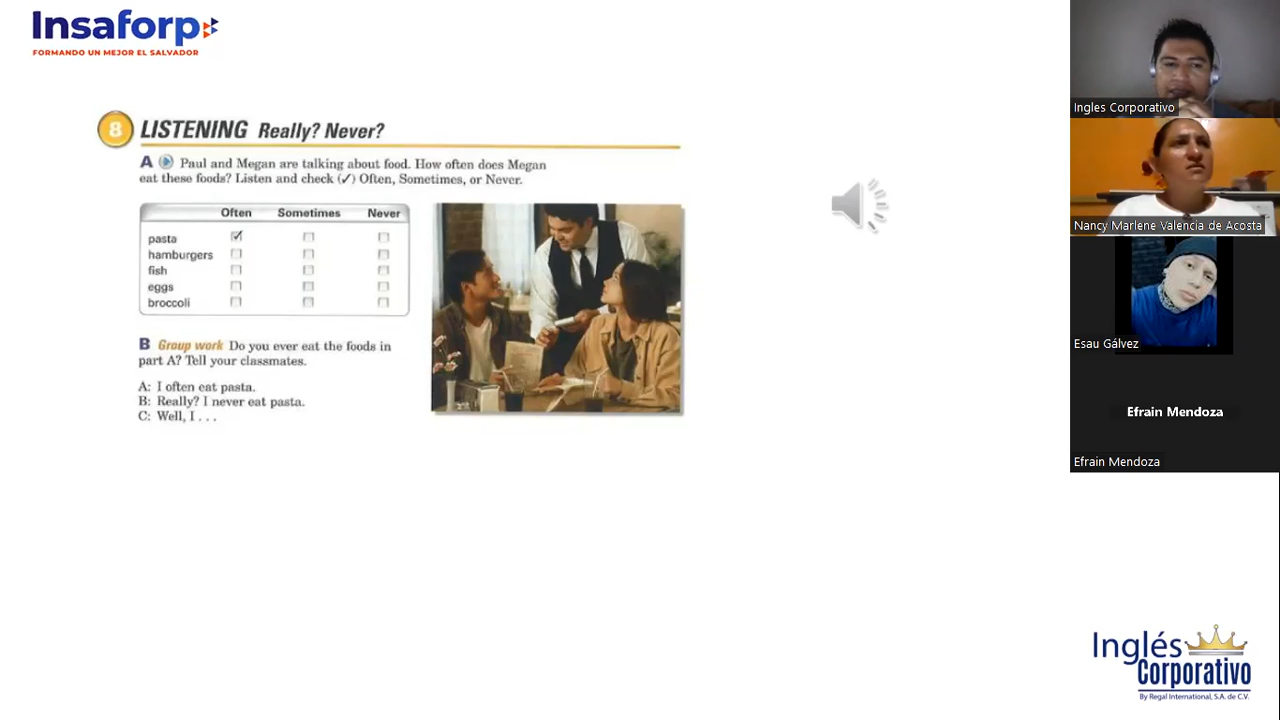 Insaforp
FORMANDO UN MEJOR EL SALVADOR
8 LISTENING Really? Never?
A Paul and Megan are talking about food. How often does Megan
eat these foods? Listen and check (✓) Often, Sometimes, or Never.
Often Sometimes Never
pasta
hamburgers
fish
eggs
broccoli
B Group work Do you ever eat the foods in
part A? Tell your classmates.
A: I often eat pasta.
B: Really? I never eat pasta.
C: Well, I . . .
Ingles Corporativo
Nancy Marlene Valencia de Acosta
Esau Gálvez
Efrain Mendoza
Efrain Mendoza
Inglés
Corporativo
By Regal International, S.A. de C.V.